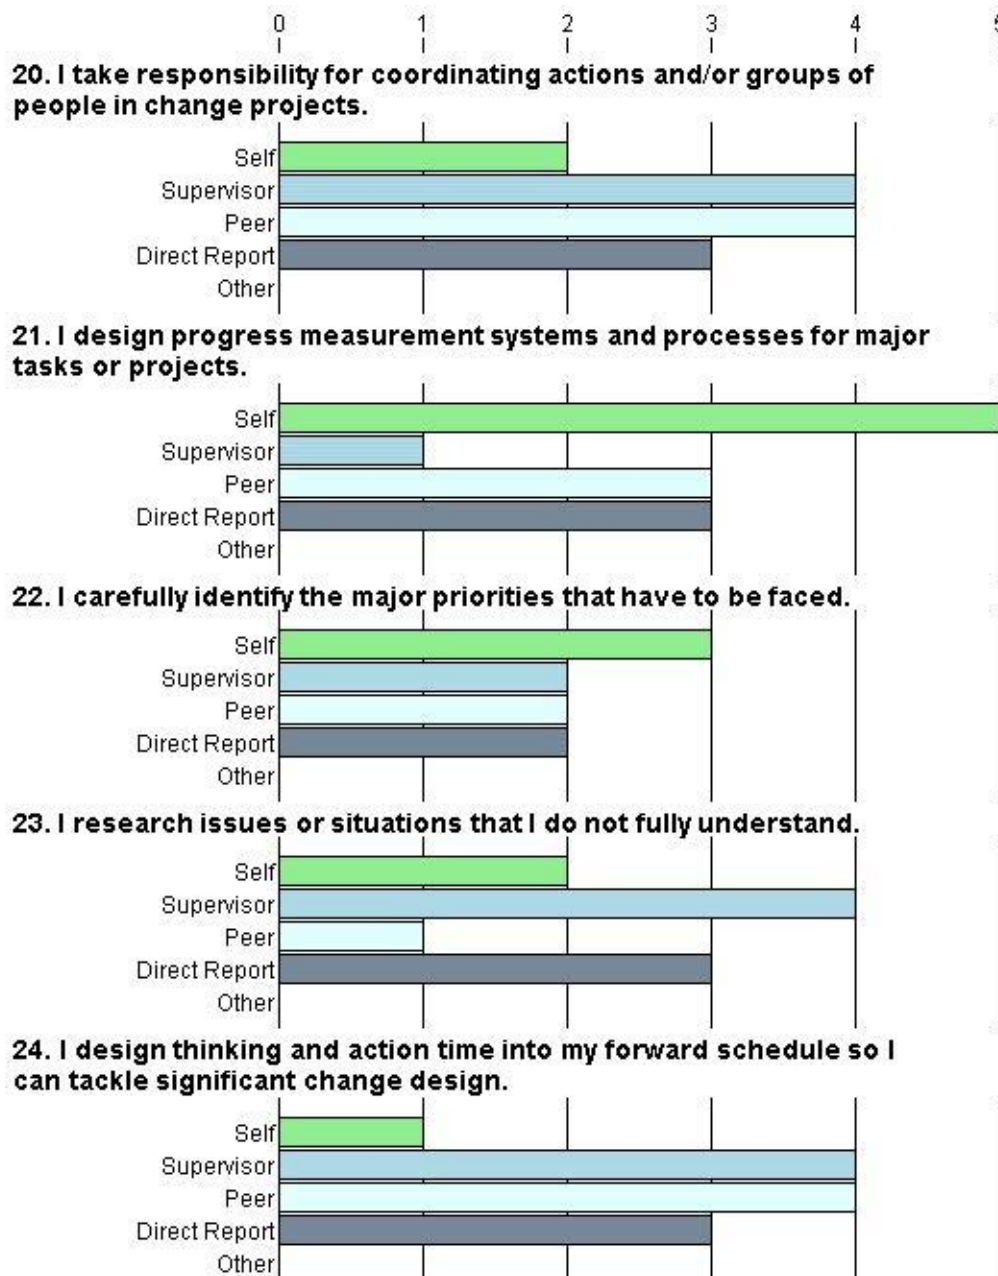 0 1 2 3 4 5
20. I take responsibility for coordinating actions and/or groups of
people in change projects.
Self
Supervisor
Peer
Direct Report
Other
21. I design progress measurement systems and processes for major
tasks or projects.
Self
Supervisor
Peer
Direct Report
Other
22. I carefully identify the major priorities that have to be faced.
Self
Supervisor
Peer
Direct Report
Other
23. I research issues or situations that I do not fully understand.
Self
Supervisor
Peer
Direct Report
Other
24. I design thinking and action time into my forward schedule so I
can tackle significant change design.
Self
Supervisor
Peer
Direct Report
Other